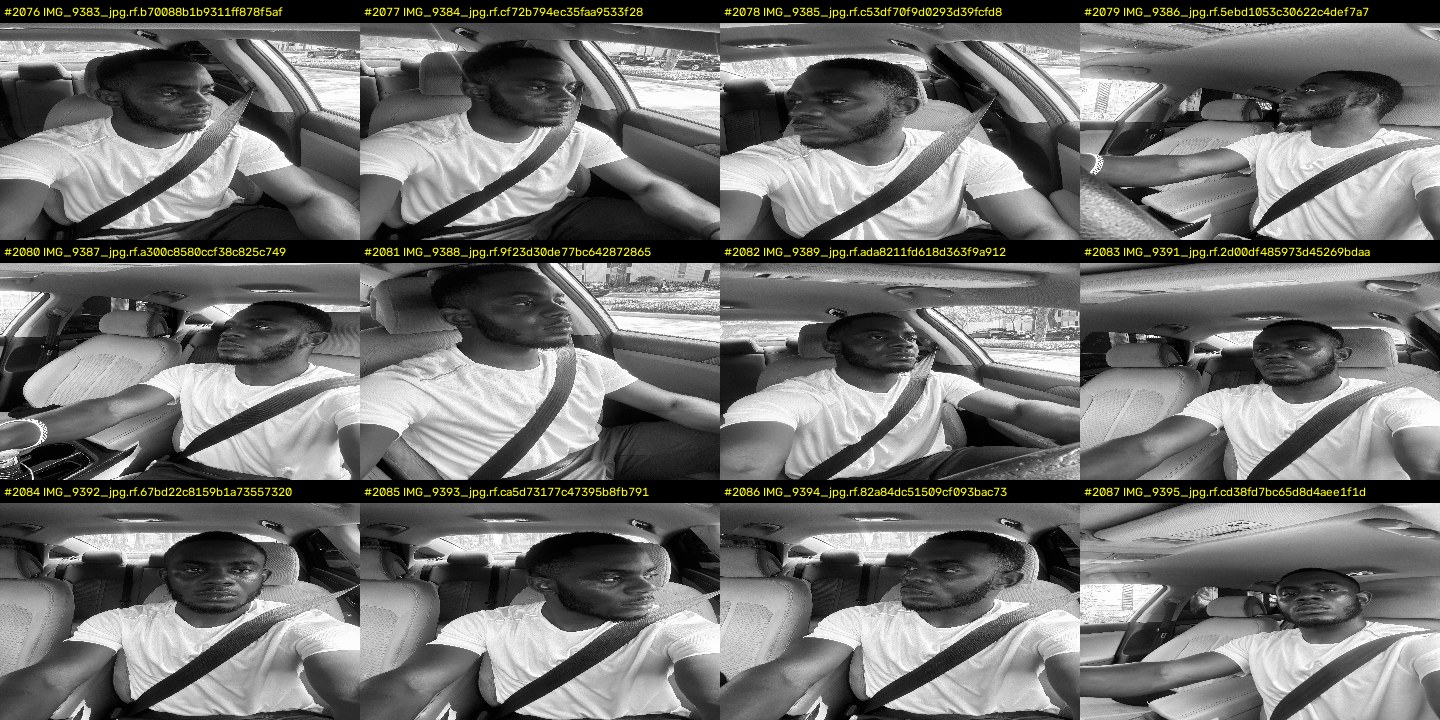 #2076 IMG_9383_jpg.rf.b70088b1b9311ff878f5af
#2077 IMG_9384_jpg.rf.cf72b794ec35faa9533f28
#2078 IMG_9385_jpg.rf.c53df70f9d0293d39fcfd8
#2079 IMG_9386_jpg.rf.5ebd1053c30622c4def7a7
#2080 IMG_9387_jpg.rf.a300c8580ccf38c825c749
#2081 IMG_9388_jpg.rf.9f23d30de77bc642872865
#2082 IMG_9389_jpg.rf.ada8211fd618d363f9a912
#2083 IMG_9391_jpg.rf.2d00df485973d45269bdaa
#2084 IMG_9392_jpg.rf.67bd22c8159b1a73557320
#2085 IMG_9393_jpg.rf.ca5d73177c47395b8fb791
#2086 IMG_9394_jpg.rf.82a84dc51509cf093bac73
#2087 IMG_9395_jpg.rf.cd38fd7bc65d8d4aee1f1d